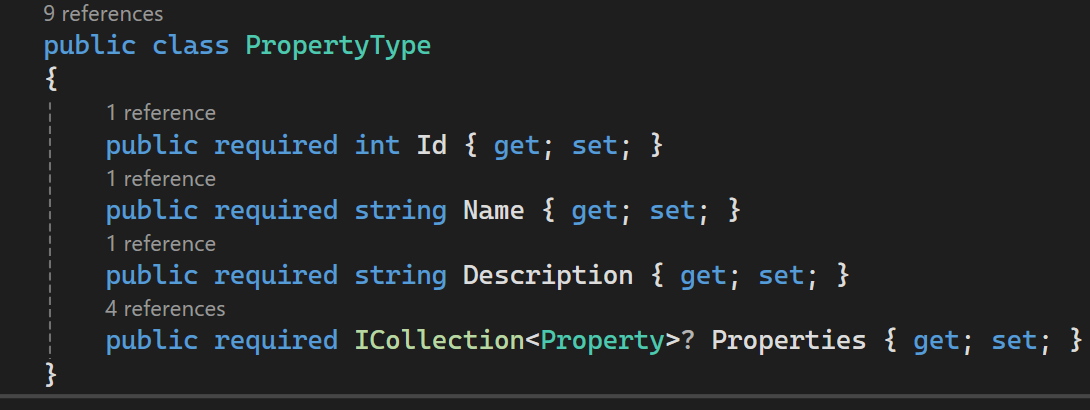 9 references
public class PropertyType
{
1 reference
public required int Id { get; set; }
1 reference
public required string Name { get; set; }
1 reference
public required string Description { get; set; }
4 references
public required ICollection<Property>? Properties { get; set; }
}